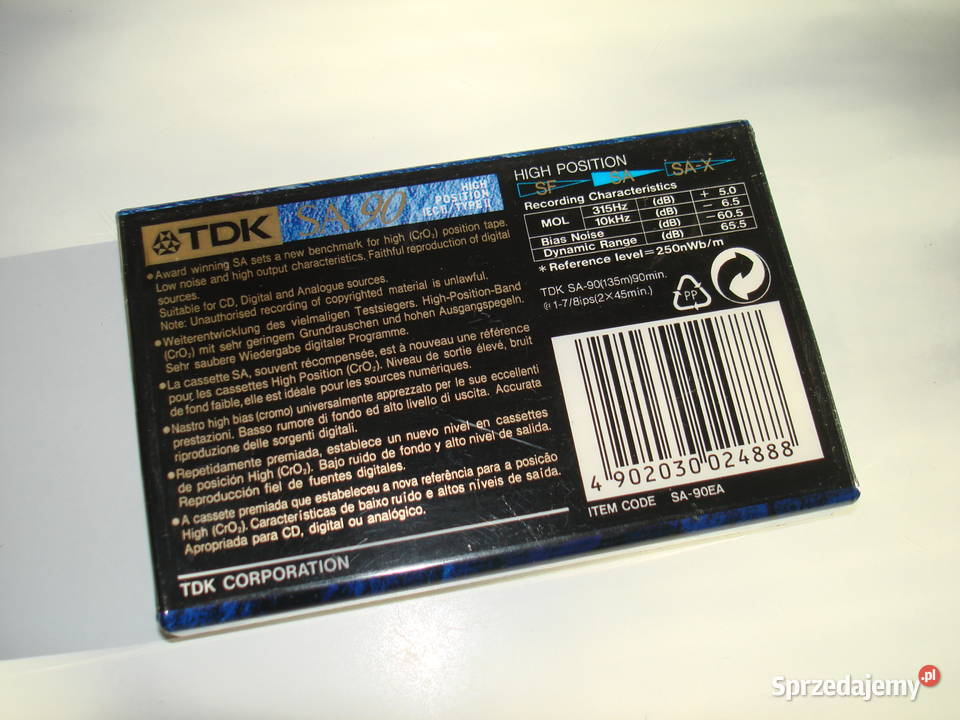 TDK SA 90 HIGH
POSITION
IECII/TYPEII
•Award winning SA sets a new benchmark for high (CrO₂) position tape.
Low noise and high output characteristics. Faithful reproduction of digital
sources.
Suitable for CD, Digital and Analogue sources.
Note: Unauthorised recording of copyrighted material is unlawful.
•Weiterentwicklung des vielmaligen Testsiegers. High-Position-Band
(CrO₂) mit sehr geringem Grundrauschen und hohen Ausgangspegeln.
Sehr saubere Wiedergabe digitaler Programme.
•La cassette SA, souvent récompensée, est à nouveau une référence
pour les cassettes High Position (CrO₂). Niveau de sortie élevé, bruit
de fond faible, elle est idéale pour les sources numériques.
•Nastro high bias (cromo) universalmente apprezzato per le sue eccellenti
prestazioni. Basso rumore di fondo ed alto livello di uscita. Accurata
riproduzione delle sorgenti digitali.
•Repetidamente premiada, establece un nuevo nivel en cassettes
de posición High (CrO₂). Bajo ruido de fondo y alto nivel de salida.
Reproducción fiel de fuentes digitales.
•A cassete premiada que estabeleceu a nova referência para a posição
High (CrO₂). Características de baixo ruído e altos níveis de saída.
Apropriada para CD, digital ou analógico.
TDK CORPORATION
HIGH POSITION
SF SA SA-X
Recording Characteristics
MOL 315Hz (dB) + 5.0
10kHz (dB) - 6.5
Bias Noise (dB) -60.5
Dynamic Range (dB) 65.5
*Reference level=250nWb/m
TDK SA-90(135m)90min.
@1-7/8ips(2×45min.)
PP
4 902030 024888
ITEM CODE SA-90EA
Sprzedajemy.pl